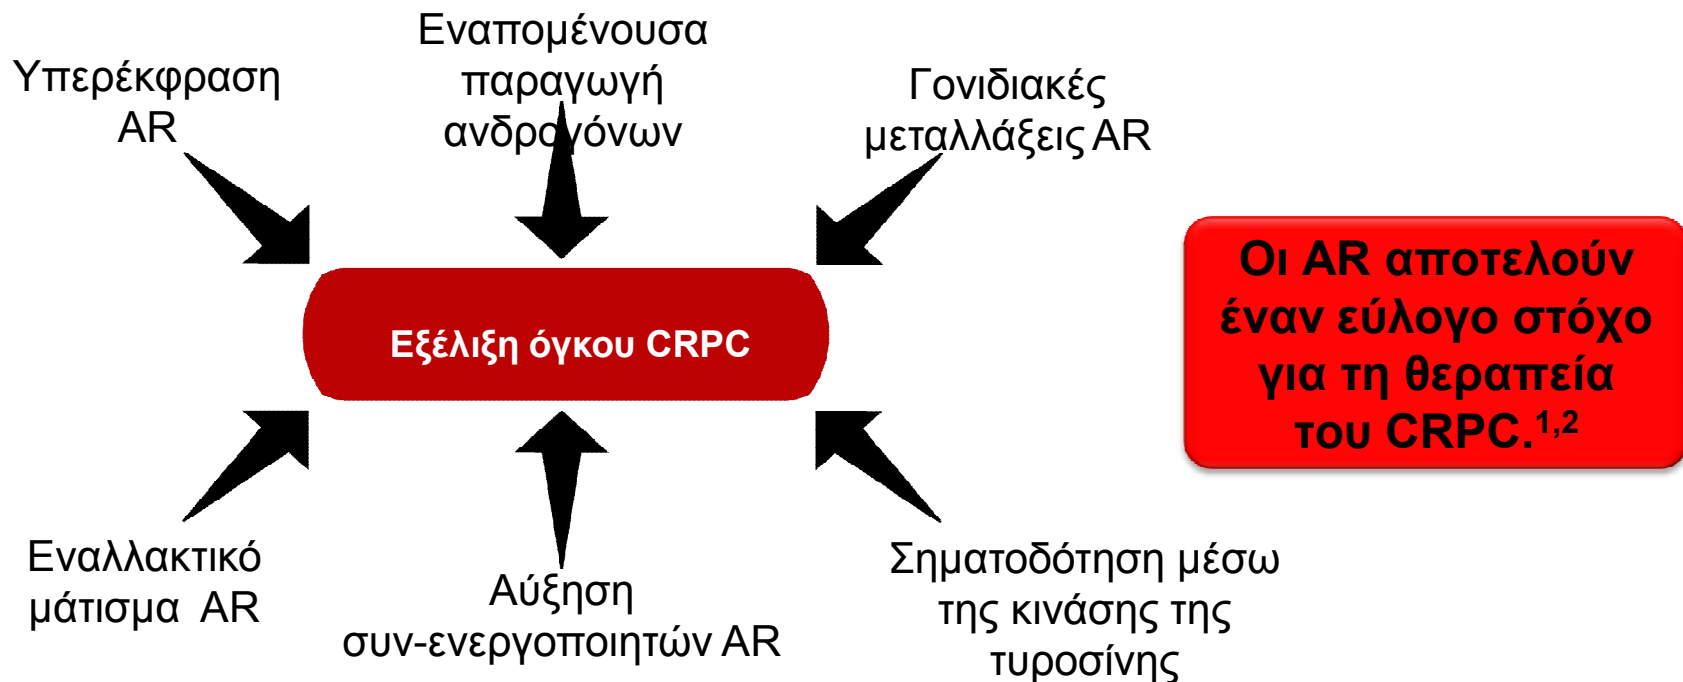 Υπερέκφραση
AR
Εναπομένουσα
παραγωγή
ανδρογόνων
Γονιδιακές
μεταλλάξεις AR
Εξέλιξη όγκου CRPC
Οι AR αποτελούν
έναν εύλογο στόχο
για τη θεραπεία
του CRPC.1,2
Εναλλακτικό
μάτισμα AR
Αύξηση
συν-ενεργοποιητών AR
Σηματοδότηση μέσω
της κινάσης της
τυροσίνης